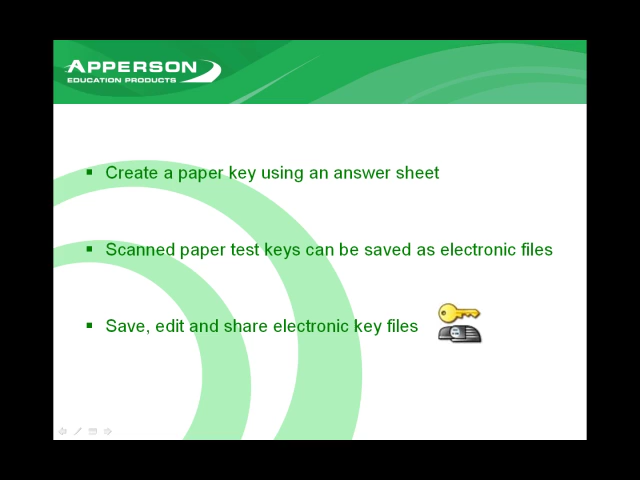 APPERSON
EDUCATION PRODUCTS
▪ Create a paper key using an answer sheet
▪ Scanned paper test keys can be saved as electronic files
▪ Save, edit and share electronic key files